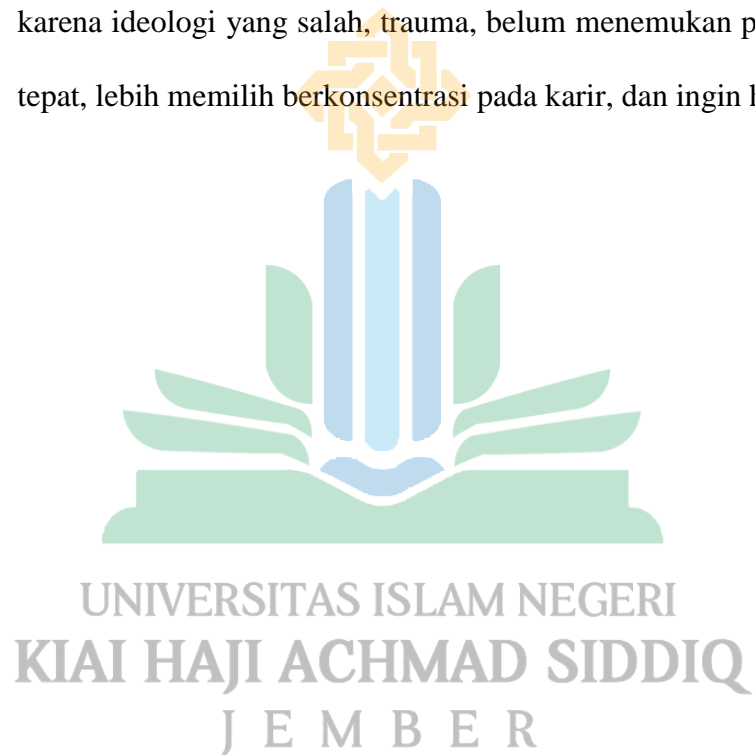 karena ideologi yang salah, trauma, belum menemukan
tepat, lebih memilih berkonsentrasi pada karir, dan ingin
UNIVERSITAS ISLAM NEGERI
KIAI HAJI ACHMAD SIDDIQ
JEMBER